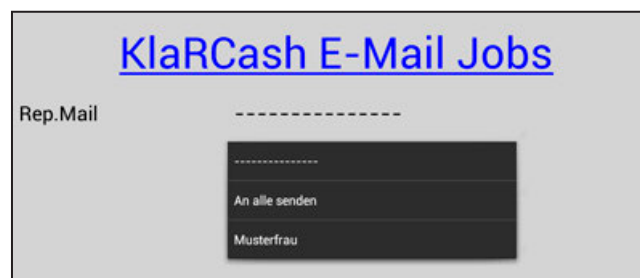 KlaRCash E-Mail Jobs
Rep.Mail ---------------
---------------
An alle senden
Musterfrau